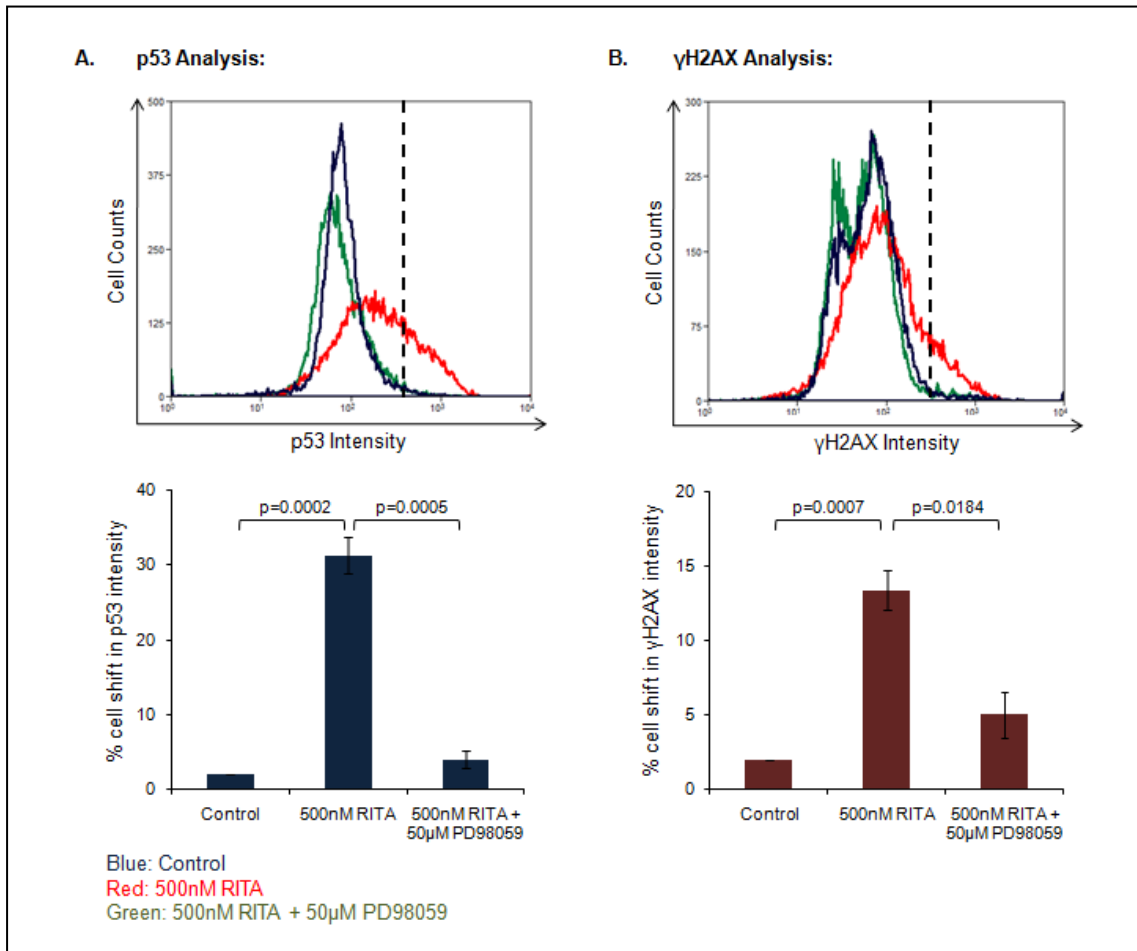 A. p53 Analysis:
500
375
250
125
0
10⁰ 10¹ 10² 10³ 10⁴
Cell Counts
p53 Intensity
B. γH2AX Analysis:
300
225
150
75
0
10⁰ 10¹ 10² 10³ 10⁴
Cell Counts
γH2AX Intensity
40
30
20
10
0
% cell shift in p53 intensity
p=0.0002 p=0.0005
Control 500nM RITA 500nM RITA +
50µM PD98059
20
15
10
5
0
% cell shift in γH2AX intensity
p=0.0007 p=0.0184
Control 500nM RITA 500nM RITA +
50µM PD98059
Blue: Control
Red: 500nM RITA
Green: 500nM RITA + 50µM PD98059